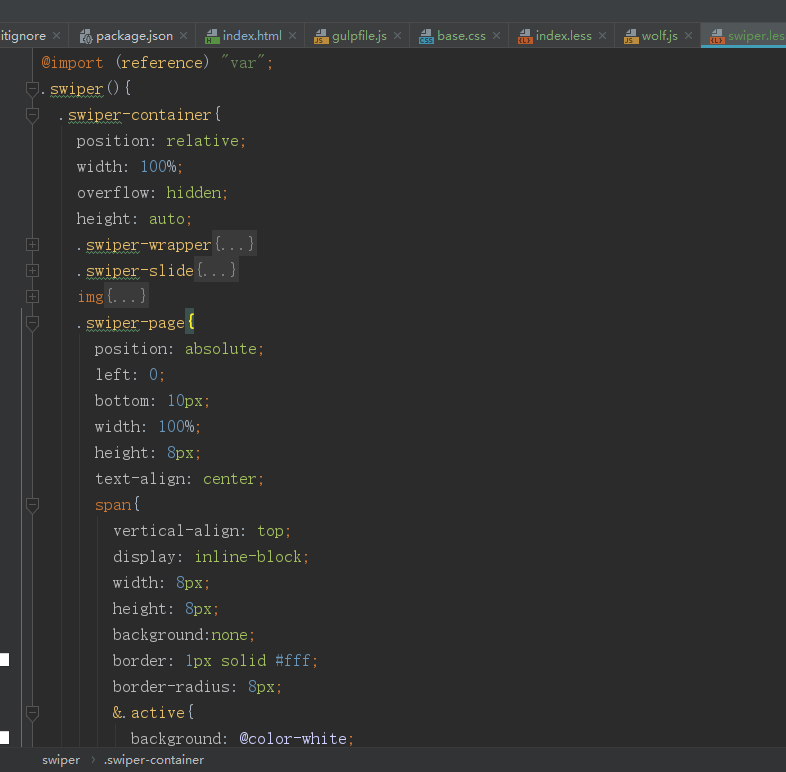 itignore package.json index.html gulpfile.js base.css index.less wolf.js swiper.les
@import (reference) "var";
.swiper(){
.swiper-container{
position: relative;
width: 100%;
overflow: hidden;
height: auto;
.swiper-wrapper{...}
.swiper-slide{...}
img{...}
.swiper-page{
position: absolute;
left: 0;
bottom: 10px;
width: 100%;
height: 8px;
text-align: center;
span{
vertical-align: top;
display: inline-block;
width: 8px;
height: 8px;
background:none;
border: 1px solid #fff;
border-radius: 8px;
&.active{
background: @color-white;
swiper › .swiper-container